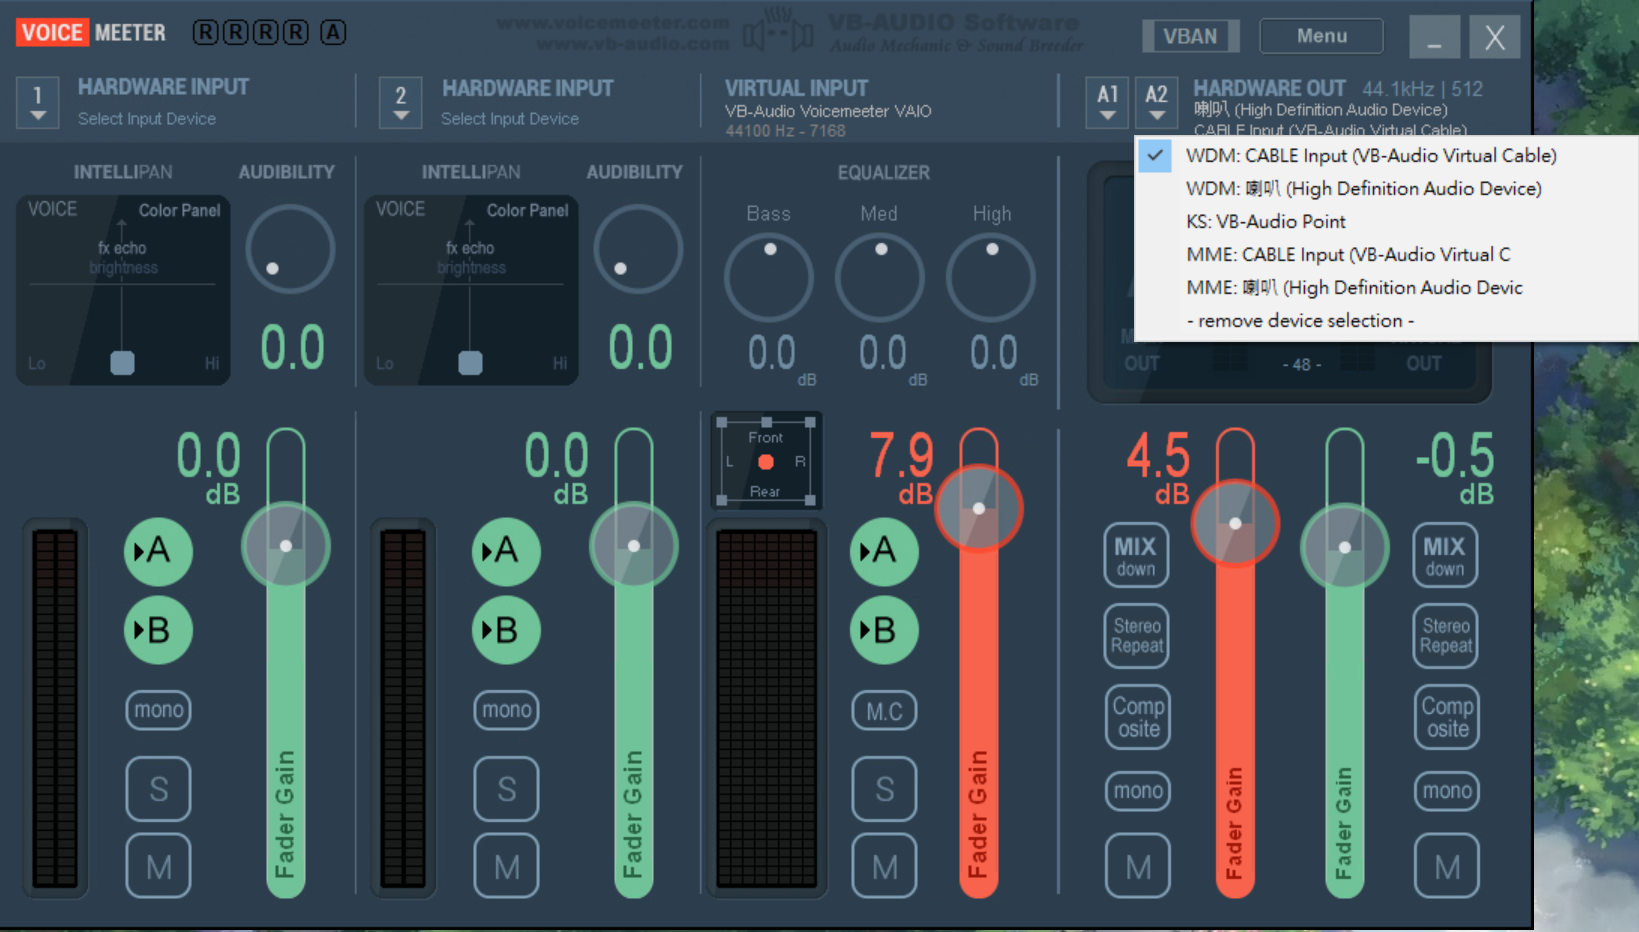 VOICE MEETER R R R R A www.voicemeeter.com VB-AUDIO Software VBAN Menu _ X
www.vb-audio.com Audio Mechanic & Sound Breeder
1 HARDWARE INPUT 2 HARDWARE INPUT VIRTUAL INPUT A1 A2 HARDWARE OUT 44.1kHz | 512
Select Input Device Select Input Device VB-Audio Voicemeeter VAIO 喇叭 (High Definition Audio Device)
44100 Hz - 7168 CABLE Input (VB-Audio Virtual Cable)
WDM: CABLE Input (VB-Audio Virtual Cable)
WDM: 喇叭 (High Definition Audio Device)
KS: VB-Audio Point
MME: CABLE Input (VB-Audio Virtual C
MME: 喇叭 (High Definition Audio Devic
- remove device selection -
INTELLIPAN AUDIBILITY INTELLIPAN AUDIBILITY EQUALIZER
VOICE Color Panel VOICE Color Panel Bass Med High
fx echo fx echo
brightness brightness
0.0 0.0 0.0 0.0 0.0
Lo Hi Lo Hi dB dB dB
OUT - 48 - OUT
0.0 dB 0.0 dB Front 7.9 dB 4.5 dB -0.5 dB
L R
Rear
A A A MIX down MIX down
B B B Stereo Repeat Stereo Repeat
mono mono M.C Comp osite Comp osite
S S S mono mono
M M M M M
Fader Gain Fader Gain Fader Gain Fader Gain Fader Gain